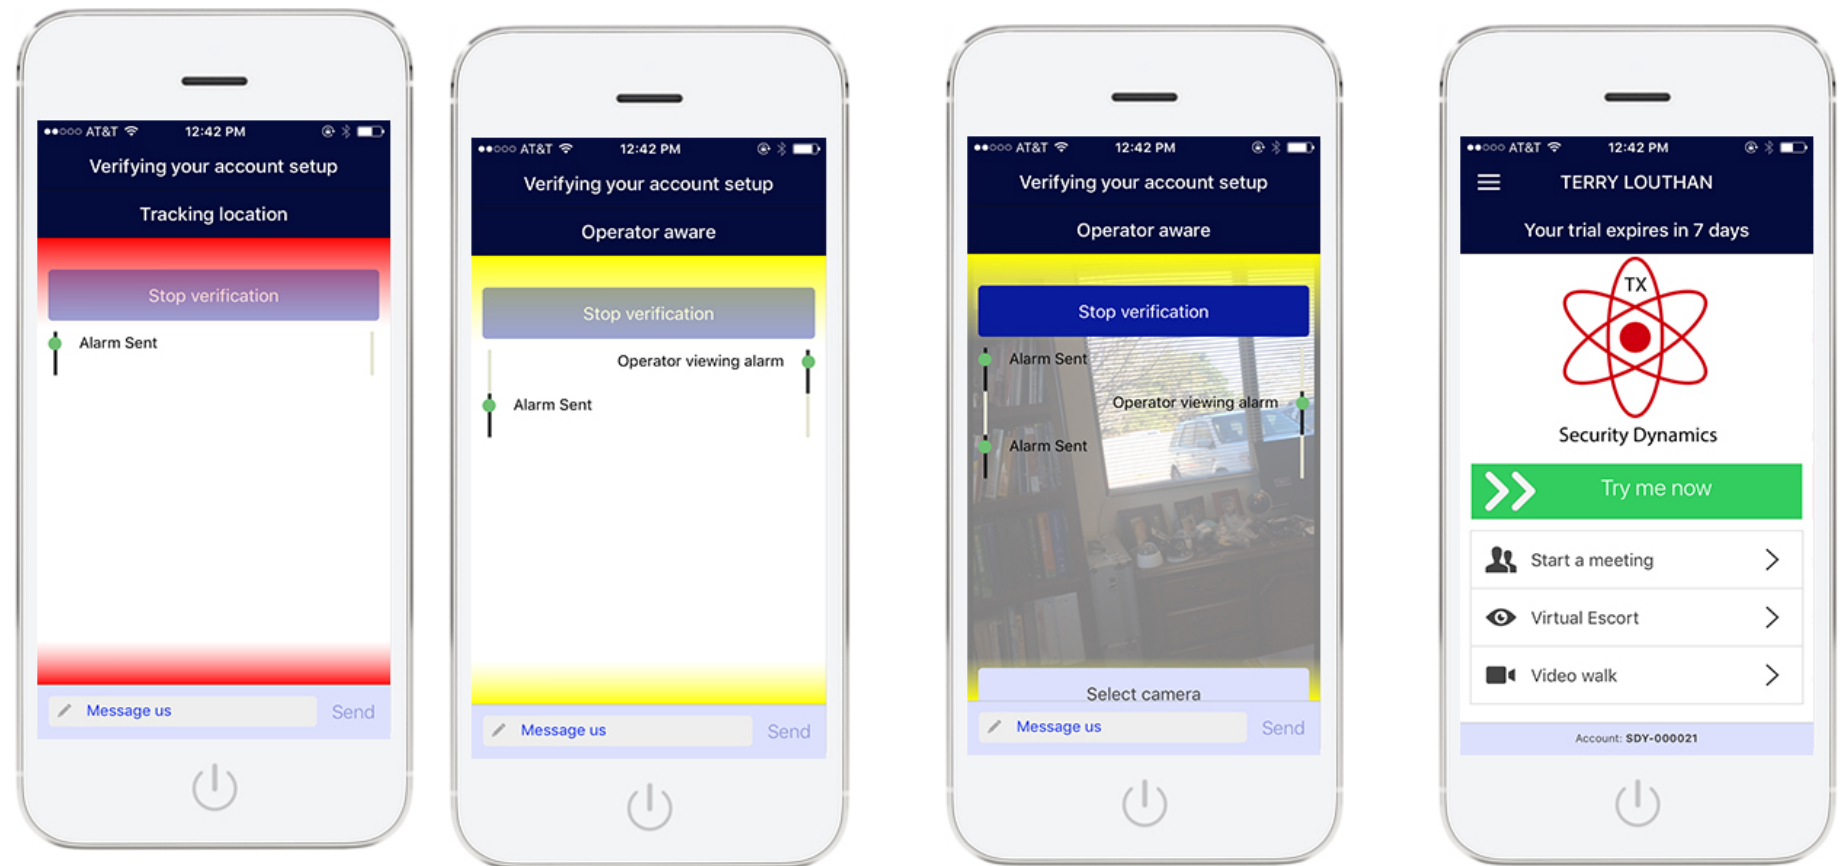 AT&T 12:42 PM
Verifying your account setup
Tracking location
Stop verification
Alarm Sent
Message us Send
AT&T 12:42 PM
Verifying your account setup
Operator aware
Stop verification
Operator viewing alarm
Alarm Sent
Message us Send
AT&T 12:42 PM
Verifying your account setup
Operator aware
Stop verification
Alarm Sent
Operator viewing alarm
Alarm Sent
Select camera
Message us Send
AT&T 12:42 PM
TERRY LOUTHAN
Your trial expires in 7 days
TX
Security Dynamics
Try me now
Start a meeting
Virtual Escort
Video walk
Account: SDY-000021